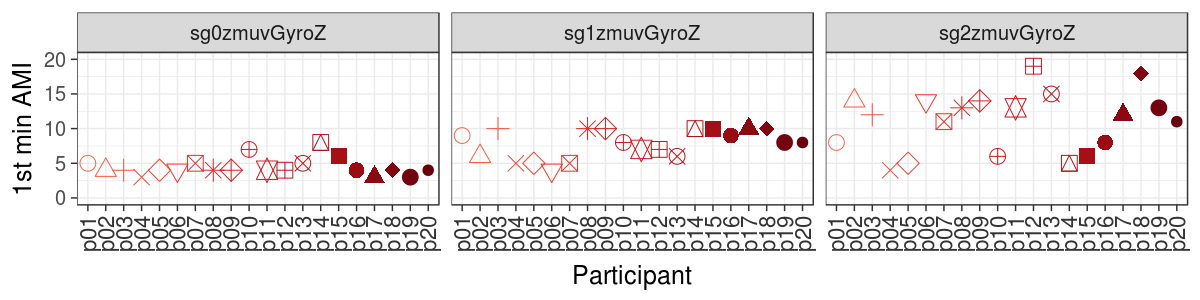 sg0zmuvGyroZ sg1zmuvGyroZ sg2zmuvGyroZ
1st min AMI
20
15
10
5
0
p01 p02 p03 p04 p05 p06 p07 p08 p09 p10 p11 p12 p13 p14 p15 p16 p17 p18 p19 p20
p01 p02 p03 p04 p05 p06 p07 p08 p09 p10 p11 p12 p13 p14 p15 p16 p17 p18 p19 p20
p01 p02 p03 p04 p05 p06 p07 p08 p09 p10 p11 p12 p13 p14 p15 p16 p17 p18 p19 p20
Participant